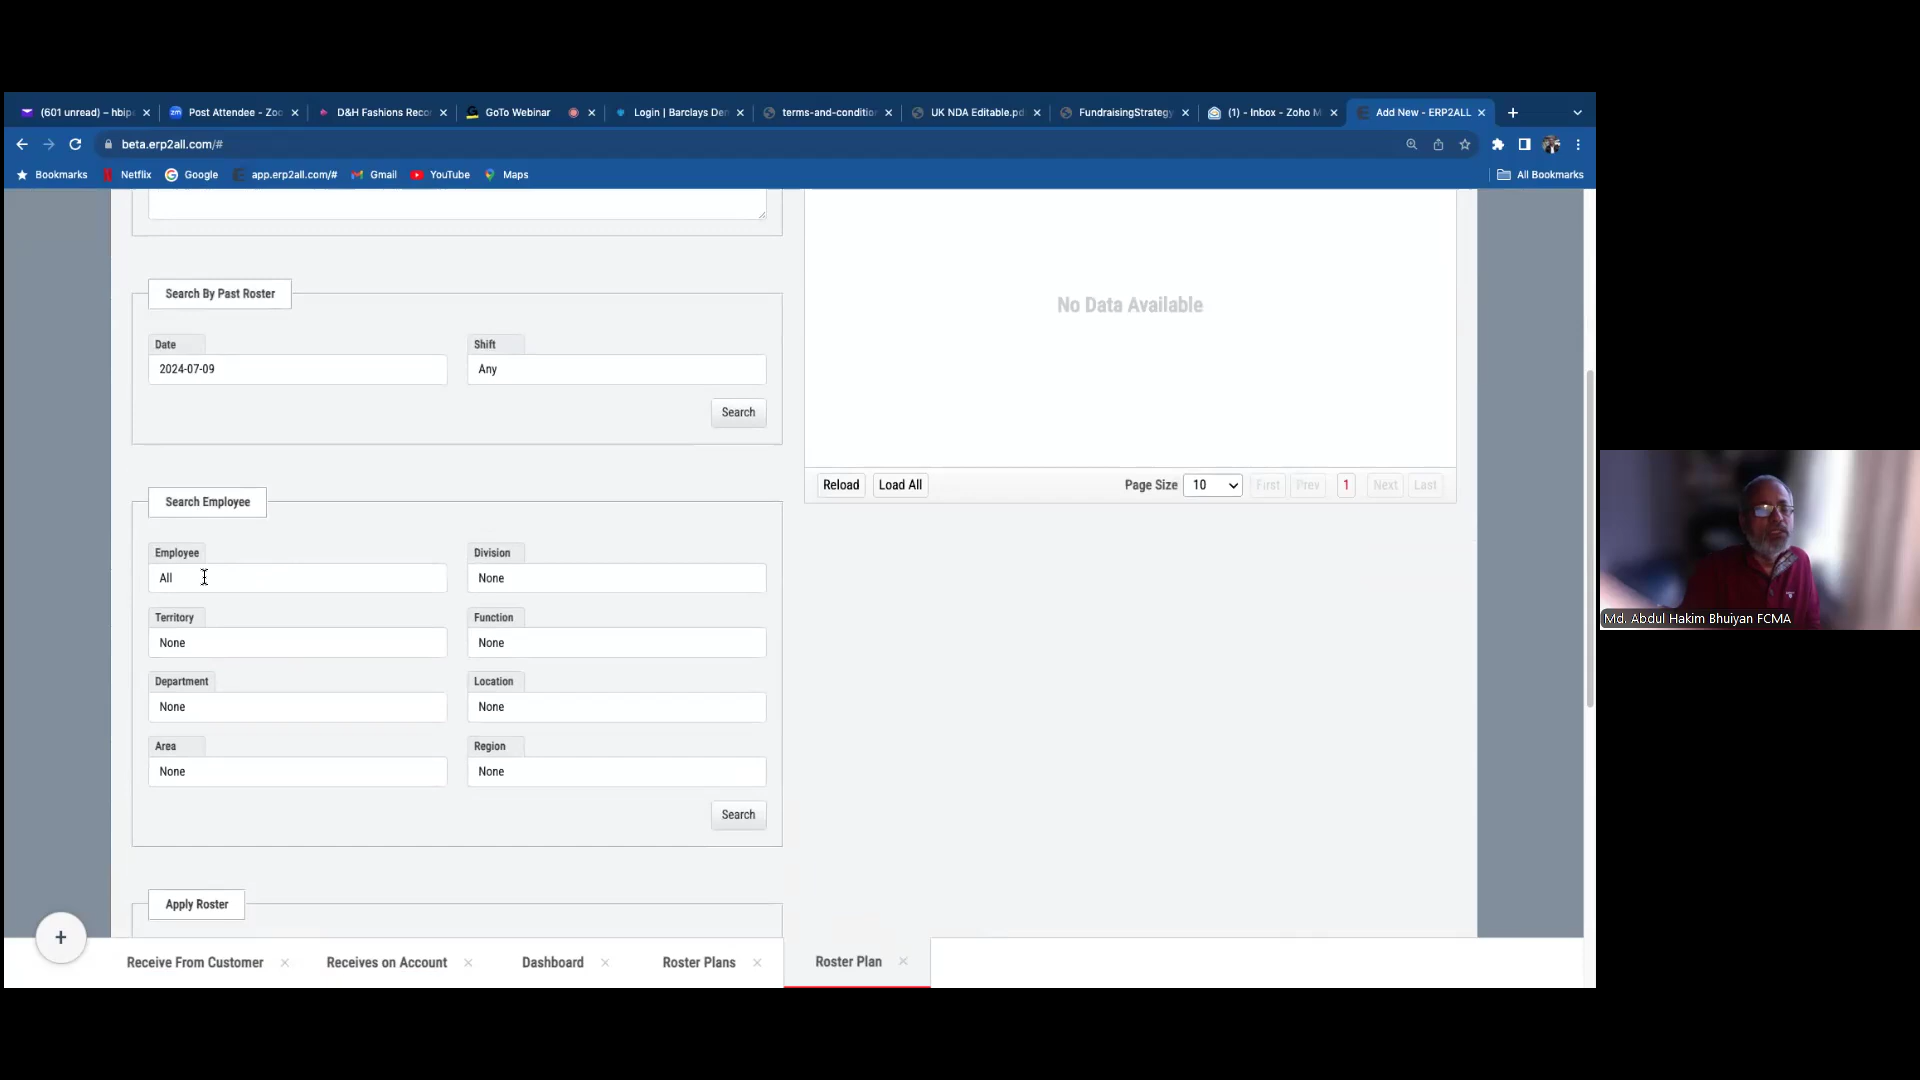 (601 unread) – hbip
Post Attendee - Zoo
D&H Fashions Recor
GoTo Webinar
Login | Barclays Den
terms-and-conditio
UK NDA Editable.pd
FundraisingStrategy
(1) - Inbox - Zoho M
Add New - ERP2ALL
beta.erp2all.com/#
Bookmarks
Netflix
Google
app.erp2all.com/#
Gmail
YouTube
Maps
All Bookmarks
Search By Past Roster
Date
Shift
2024-07-09
Any
Search
No Data Available
Reload
Load All
Page Size
10
First
Prev
1
Next
Last
Search Employee
Employee
Division
All
None
Territory
Function
None
None
Department
Location
None
None
Area
Region
None
None
Search
Apply Roster
+
Receive From Customer
Receives on Account
Dashboard
Roster Plans
Roster Plan
Md. Abdul Hakim Bhuiyan FCMA